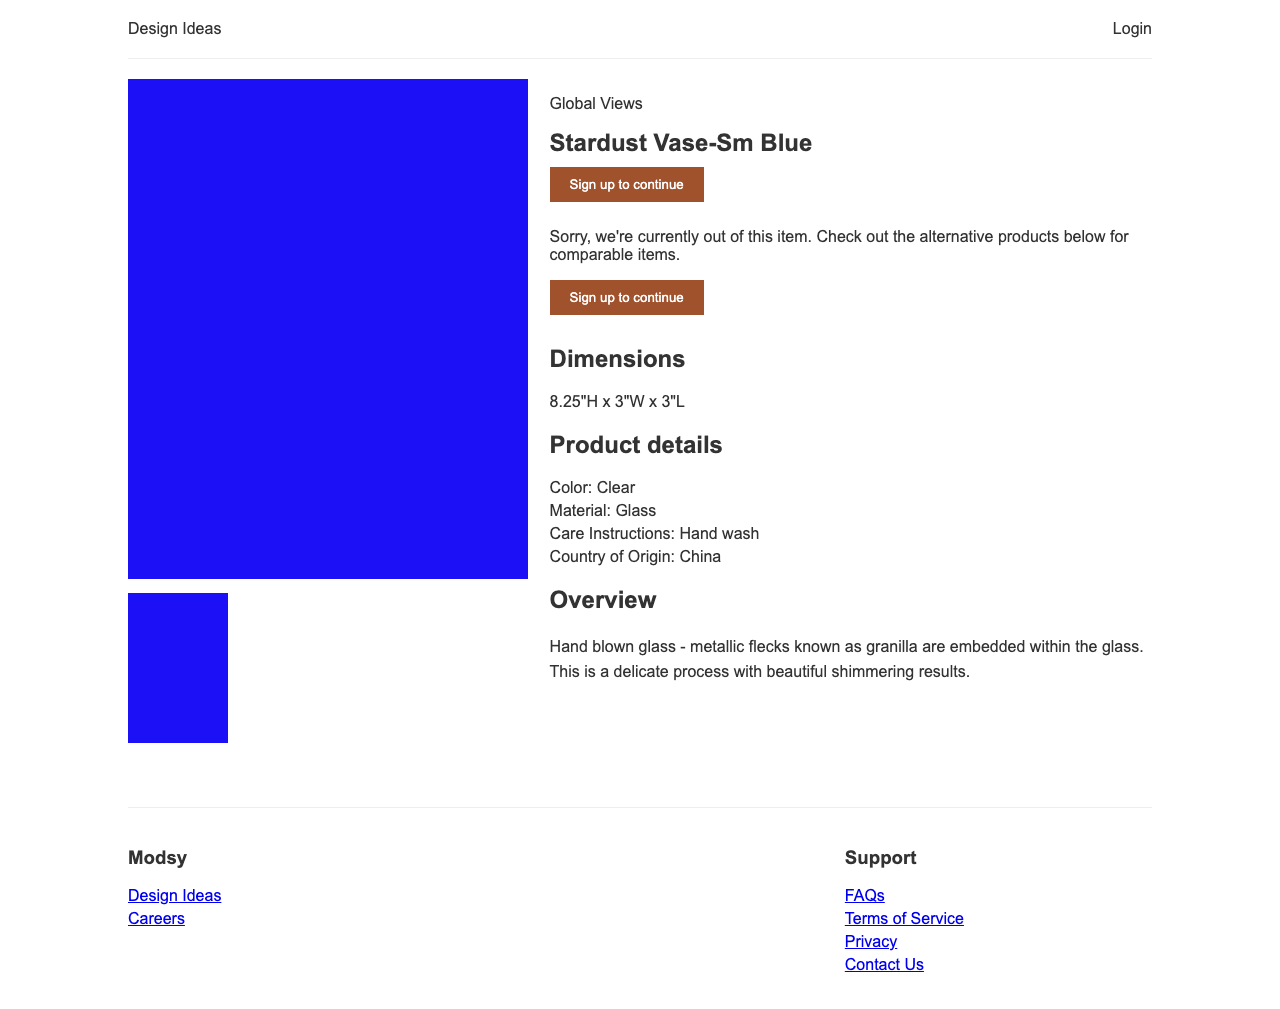 Design Ideas
Login
Global Views
Stardust Vase-Sm Blue
Sign up to continue
Sorry, we're currently out of this item. Check out the alternative products below for
comparable items.
Sign up to continue
Dimensions
8.25"H x 3"W x 3"L
Product details
Color: Clear
Material: Glass
Care Instructions: Hand wash
Country of Origin: China
Overview
Hand blown glass - metallic flecks known as granilla are embedded within the glass.
This is a delicate process with beautiful shimmering results.
Modsy
Design Ideas
Careers
Support
FAQs
Terms of Service
Privacy
Contact Us